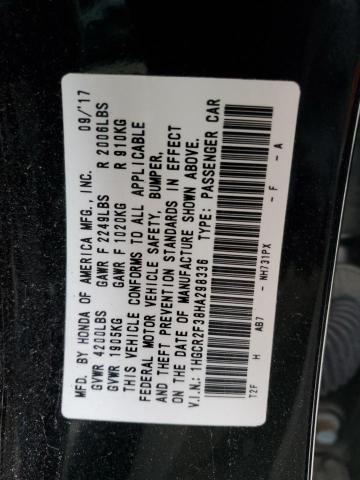 MFD. BY HONDA OF AMERICA MFG., INC. 09/17
GVWR 4200LBS GAWR F 2249LBS R 2006LBS
GVWR 1905KG GAWR F 1020KG R 910KG
THIS VEHICLE CONFORMS TO ALL APPLICABLE
FEDERAL MOTOR VEHICLE SAFETY, BUMPER,
AND THEFT PREVENTION STANDARDS IN EFFECT
ON THE DATE OF MANUFACTURE SHOWN ABOVE.
V.I.N.: 1HGCR2F38HA298336 TYPE: PASSENGER CAR
T2F H AB7 - NH731PX - F - A